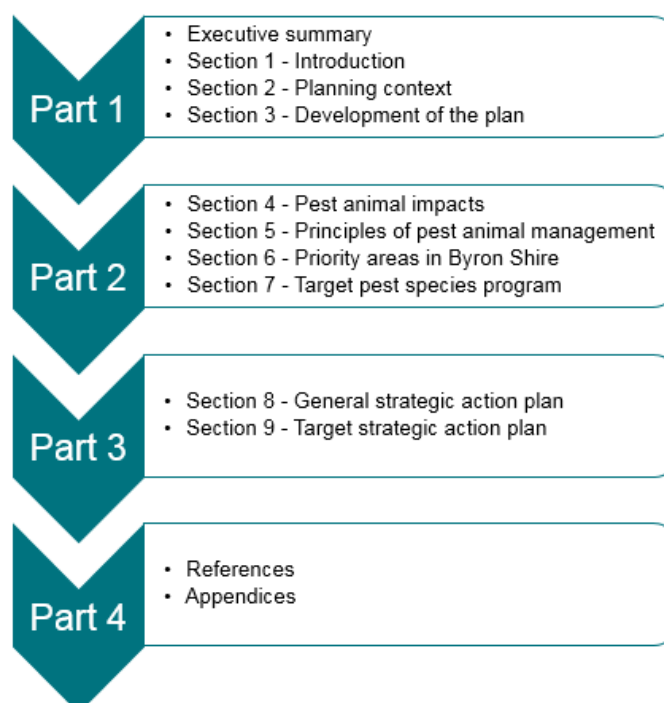 Part 1
• Executive summary
• Section 1 - Introduction
• Section 2 - Planning context
• Section 3 - Development of the plan
Part 2
• Section 4 - Pest animal impacts
• Section 5 - Principles of pest animal management
• Section 6 - Priority areas in Byron Shire
• Section 7 - Target pest species program
Part 3
• Section 8 - General strategic action plan
• Section 9 - Target strategic action plan
Part 4
• References
• Appendices